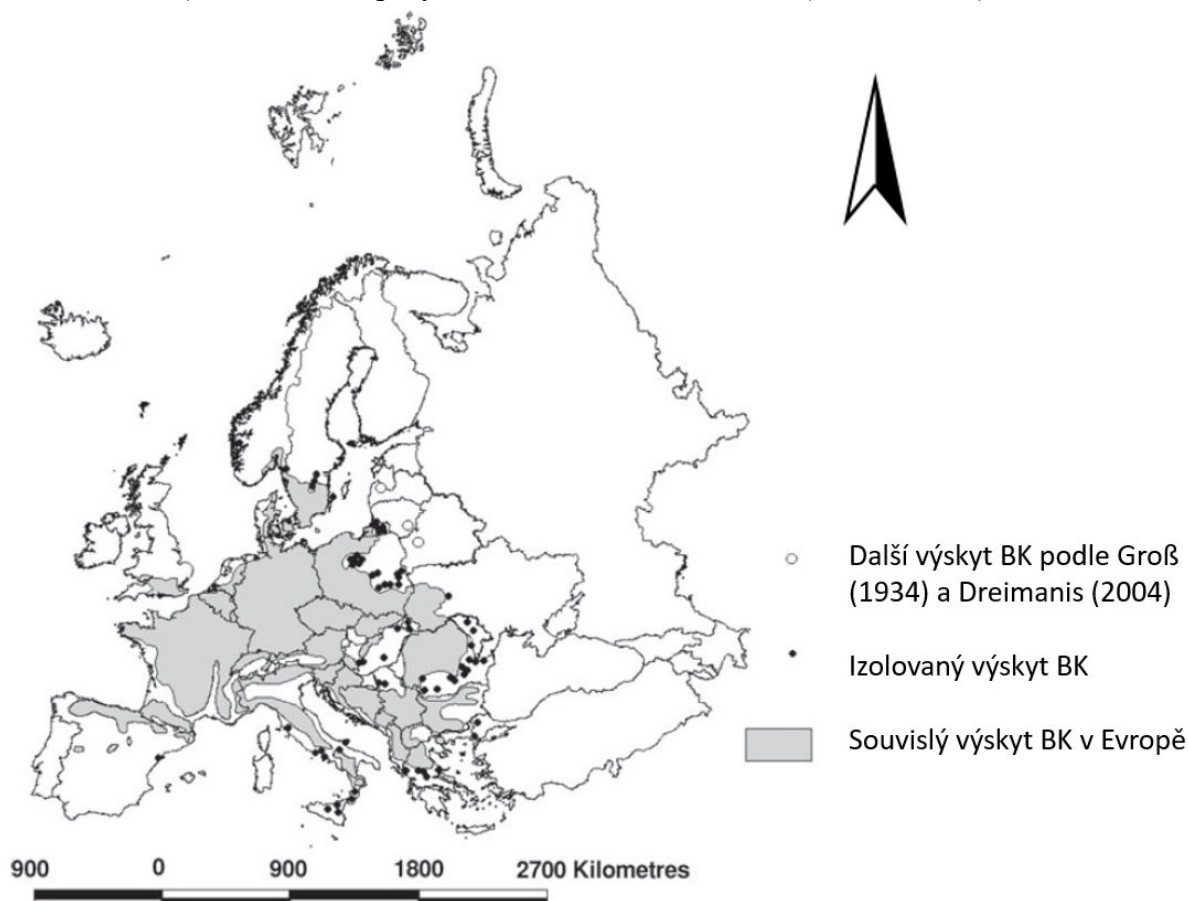 Další výskyt BK podle Groß
(1934) a Dreimanis (2004)
Izolovaný výskyt BK
Souvislý výskyt BK v Evropě
900 0 900 1800 2700 Kilometres